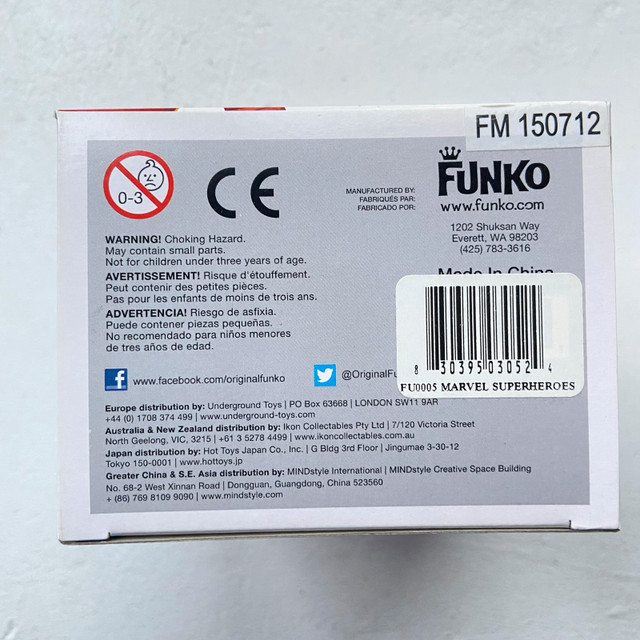 FM 150712
0-3
CE
MANUFACTURED BY:
FABRIQUÉS PAR:
FABRICADO POR:
FUNKO
www.funko.com
1202 Shuksan Way
Everett, WA 98203
(425) 783-3616
Made In China
WARNING! Choking Hazard.
May contain small parts.
Not for children under three years of age.
AVERTISSEMENT! Risque d'étouffement.
Peut contenir des petites pièces.
Pas pour les enfants de moins de trois ans.
ADVERTENCIA! Riesgo de asfixia.
Puede contener piezas pequeñas.
No recomendado para niños menores
de tres años de edad.
8 30395 03052 4
FU0005 MARVEL SUPERHEROES
www.facebook.com/originalfunko
Europe distribution by: Underground Toys | PO Box 63668 | LONDON SW11 9AR
+44 (0) 1708 374 499 | www.underground-toys.com
Australia & New Zealand distribution by: Ikon Collectables Pty Ltd | 7/120 Victoria Street
North Geelong, VIC, 3215 | +61 3 5278 4499 | www.ikoncollectables.com.au
Japan distribution by: Hot Toys Japan Co., Inc. | G Bldg 3rd Floor | Jingumae 3-30-12
Tokyo 150-0001 | www.hottoys.jp
Greater China & S.E. Asia distribution by: MINDstyle International | MINDstyle Creative Space Building
No. 68-2 West Xinnan Road | Dongguan, Guangdong, China 523560
+ (86) 769 8109 9090 | www.mindstyle.com